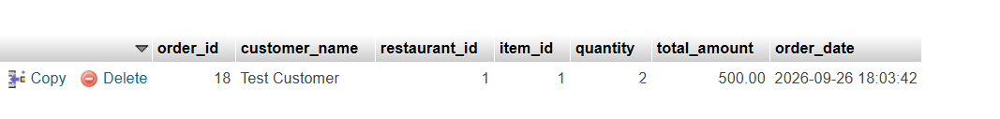 order_id customer_name restaurant_id item_id quantity total_amount order_date
Copy Delete 18 Test Customer 1 1 2 500.00 2026-09-26 18:03:42